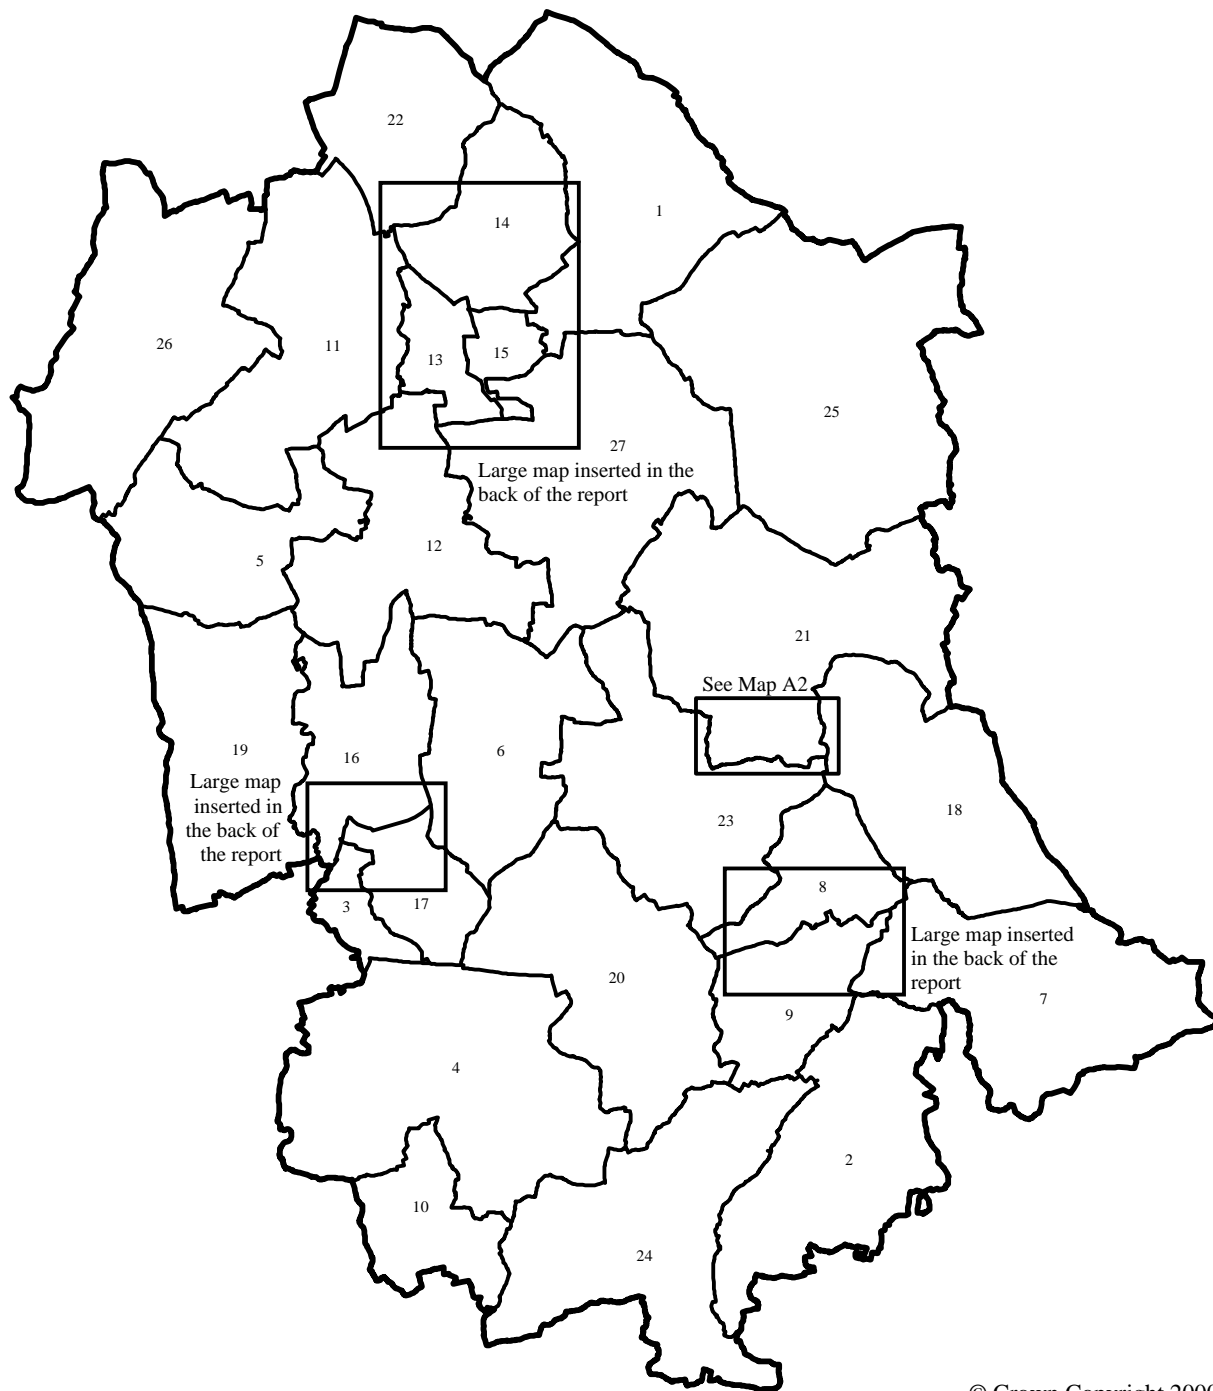 22
14
1
26
11
13
15
25
27
Large map inserted in the
back of the report
12
5
21
See Map A2
19
16
6
Large map
inserted in
the back of
the report
23
18
8
3
17
Large map inserted
in the back of the
report
20
7
9
4
2
10
24
© Crown Copyright 2000